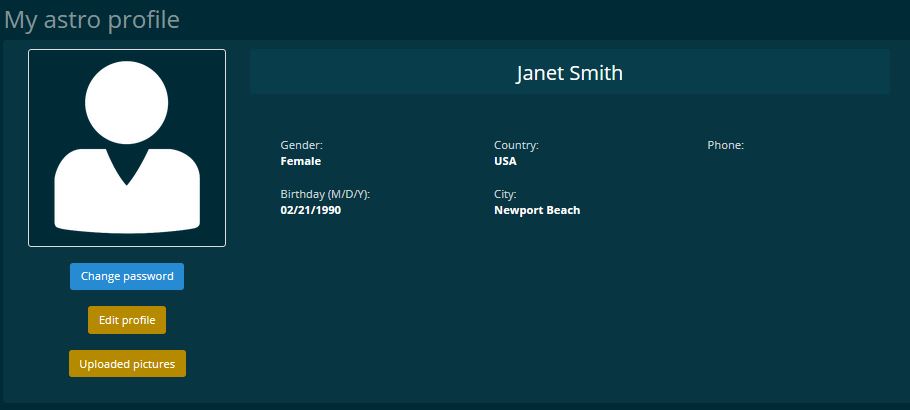 My astro profile
Janet Smith
Gender:
Female
Country:
USA
Phone:
Birthday (M/D/Y):
02/21/1990
City:
Newport Beach
Change password
Edit profile
Uploaded pictures